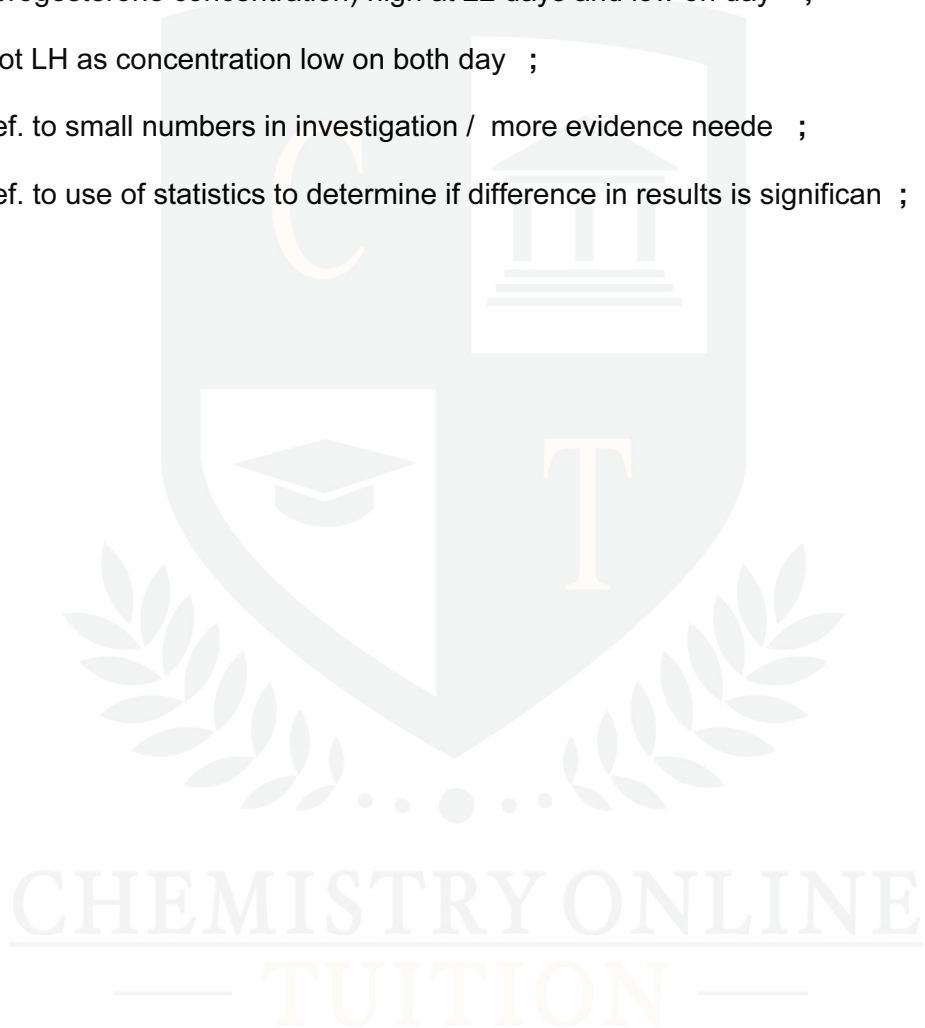 rogesterone concentration) high at 22 days and low on day ;
ot LH as concentration low on both day ;
ef. to small numbers in investigation / more evidence neede ;
ef. to use of statistics to determine if difference in results is significan ;
C
T
CHEMISTRY ONLINE
TUITION